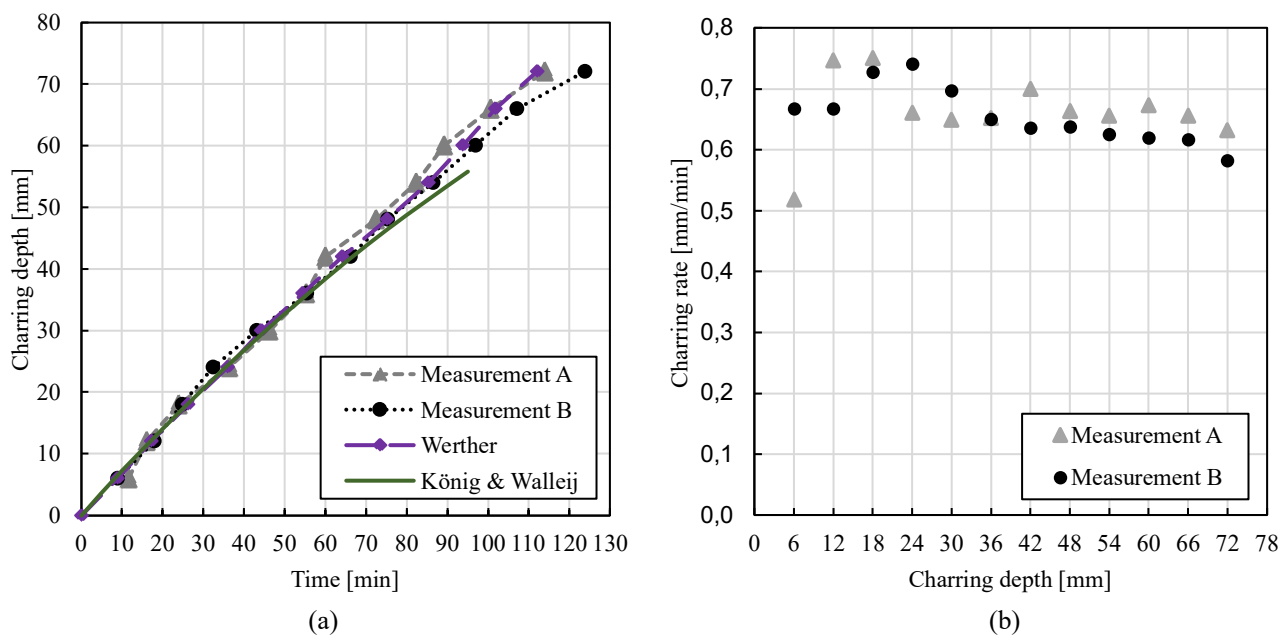 80
70
60
50
40
30
20
10
0
Charring depth [mm]
0 10 20 30 40 50 60 70 80 90 100 110 120 130
Time [min]
Measurement A
Measurement B
Werther
König & Walleij
(a)
0,8
0,7
0,6
0,5
0,4
0,3
0,2
0,1
0,0
Charring rate [mm/min]
0 6 12 18 24 30 36 42 48 54 60 66 72 78
Charring depth [mm]
Measurement A
Measurement B
(b)